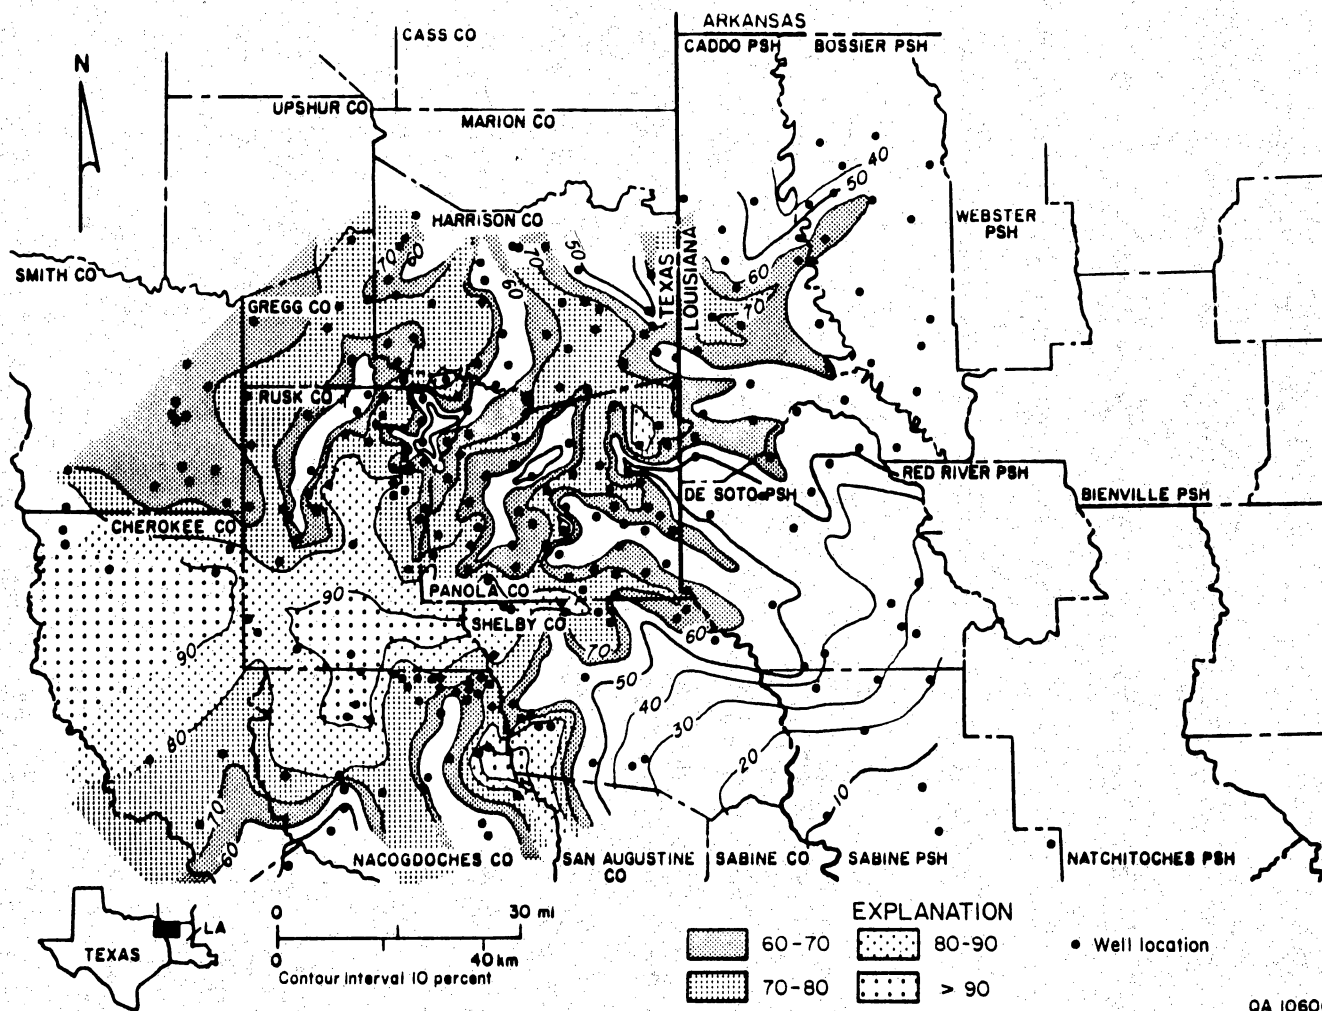 ARKANSAS
CASS CO
CADDO PSH
BOSSIER PSH
N
UPSHUR CO
MARION CO
40
50
HARRISON CO
WEBSTER PSH
SMITH CO
70
60
70
50
60
60
TEXAS
LOUISIANA
GREGG CO
70
RUSK CO
RED RIVER PSH
DE SOTO PSH
BIENVILLE PSH
CHEROKEE CO
PANOLA CO
90
SHELBY CO
60
90
70
50
40
30
80
20
70
10
60
NACOGDOCHES CO
SAN AUGUSTINE CO
SABINE CO
SABINE PSH
NATCHITOCHES PSH
TEXAS
LA
0 30 mi
0 40 km
Contour Interval 10 percent
EXPLANATION
60-70
80-90
Well location
70-80
> 90